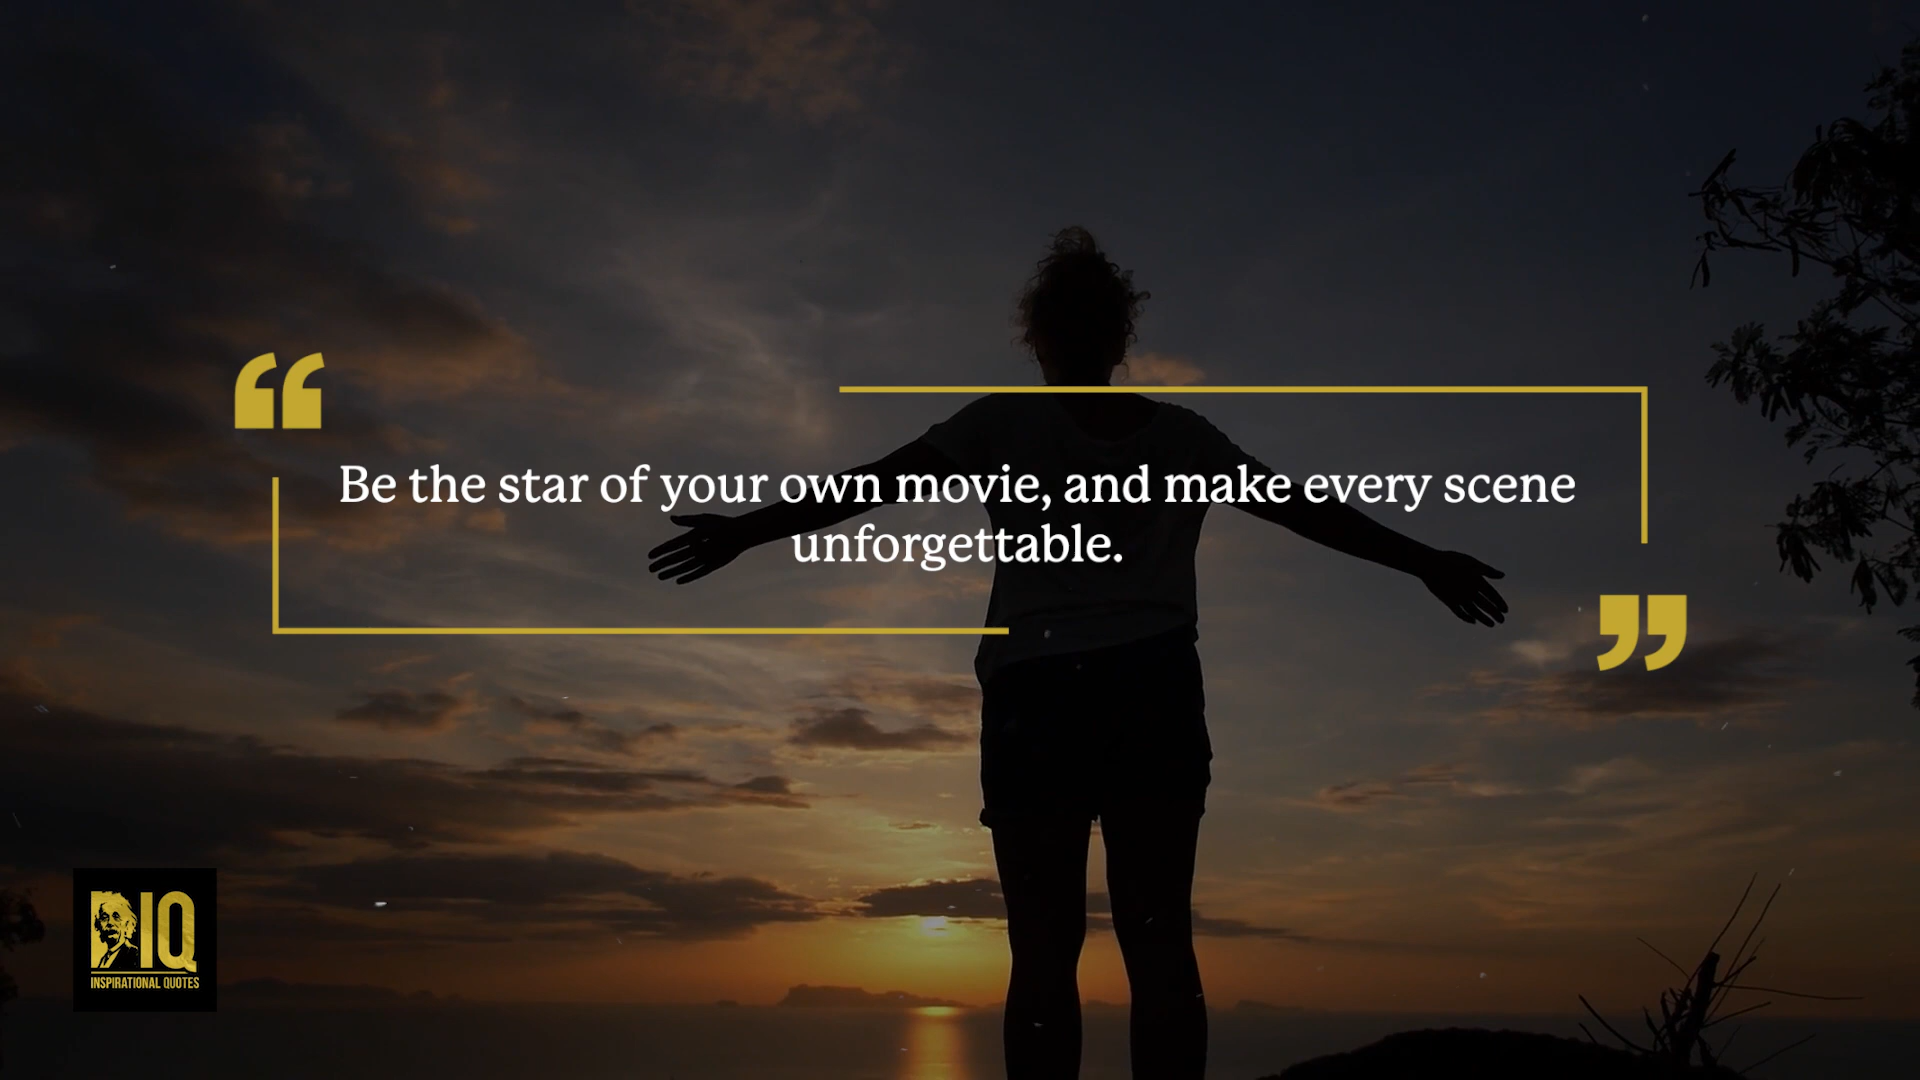 “
Be the star of your own movie, and make every scene
unforgettable.
”
IQ
INSPIRATIONAL QUOTES